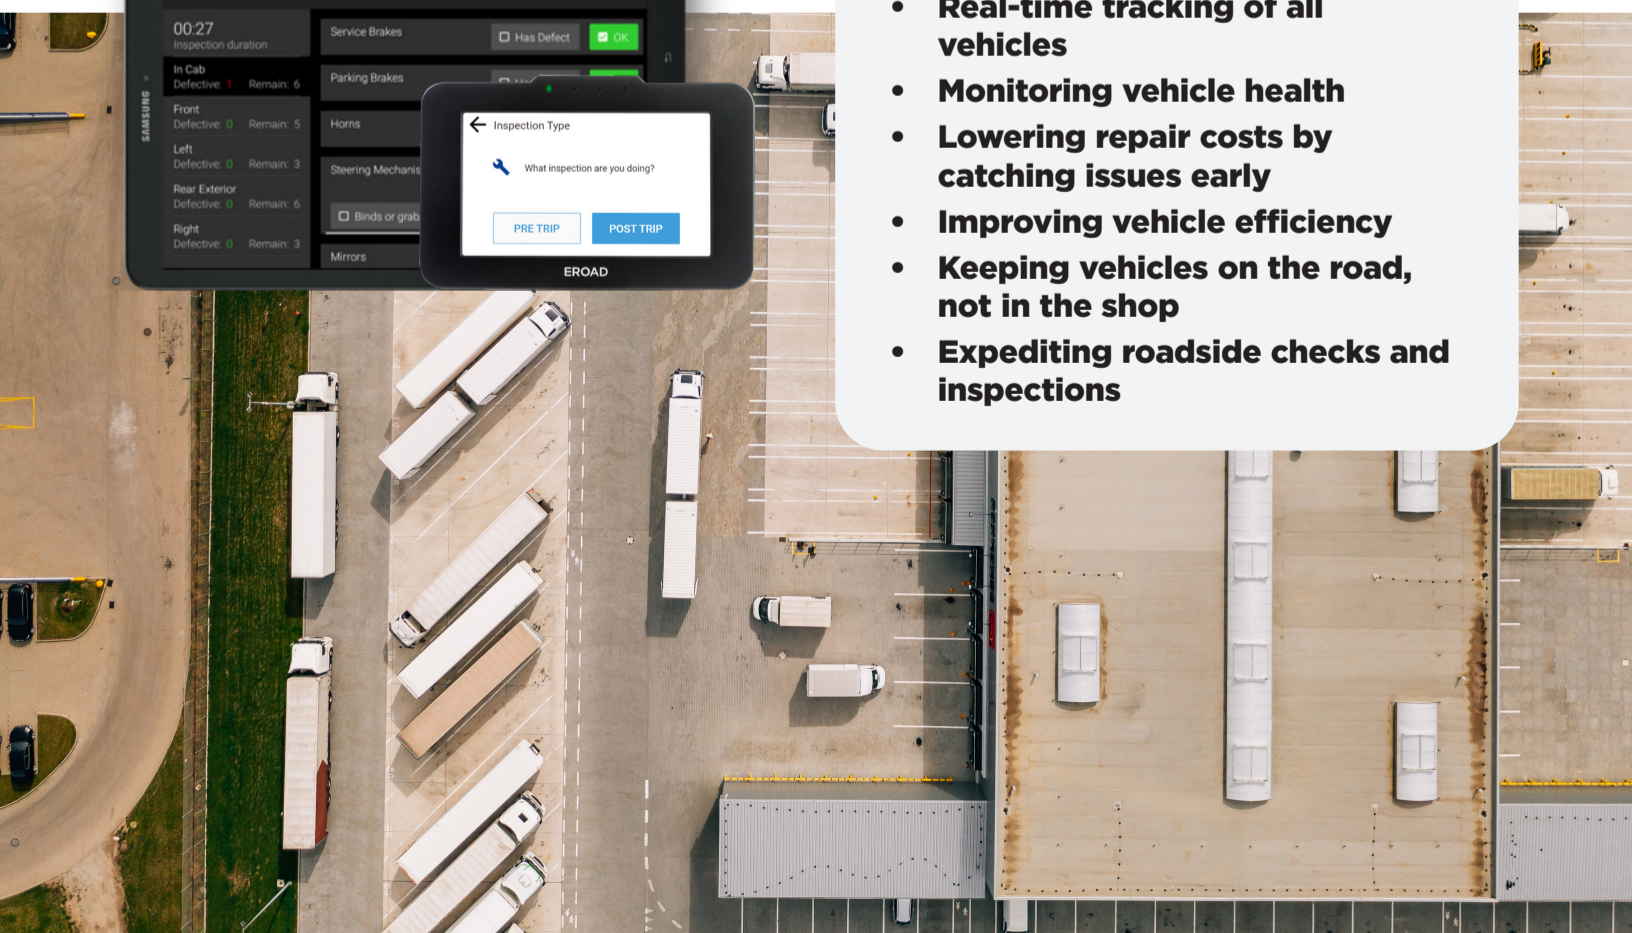 00:27
Inspection duration
In Cab
Defective: 1 Remain: 6
Front
Defective: 0 Remain: 5
Left
Defective: 0 Remain: 3
Rear Exterior
Defective: 0 Remain: 6
Right
Defective: 0 Remain: 3
SAMSUNG
Service Brakes
Has Defect
OK
Parking Brakes
Horns
Steering Mechanis
Binds or grab
Mirrors
Inspection Type
What inspection are you doing?
PRE TRIP
POST TRIP
EROAD
• Real-time tracking of all
vehicles
• Monitoring vehicle health
• Lowering repair costs by
catching issues early
• Improving vehicle efficiency
• Keeping vehicles on the road,
not in the shop
• Expediting roadside checks and
inspections